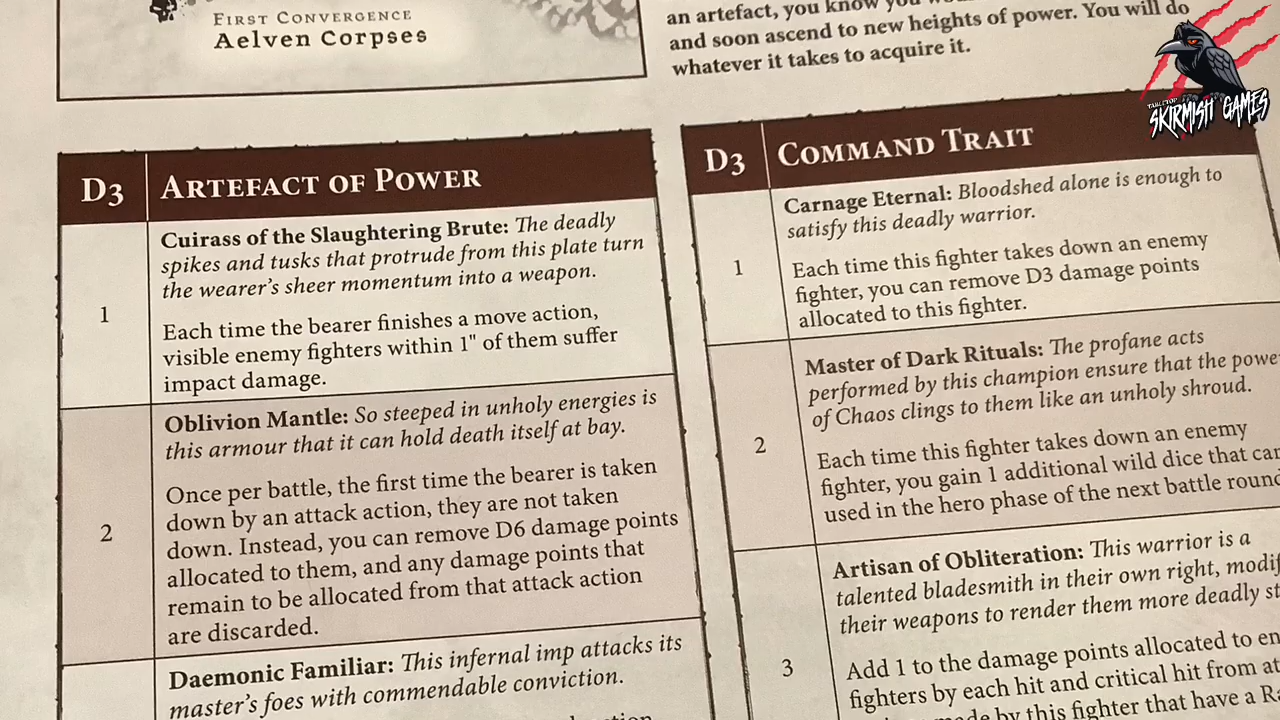 FIRST CONVERGENCE
Aelven Corpses
an artefact, you know you
and soon ascend to new heights of power. You will do
whatever it takes to acquire it.
TABLETOP
SKIRMISH GAMES
D3 ARTEFACT OF POWER
1
Cuirass of the Slaughtering Brute: The deadly
spikes and tusks that protrude from this plate turn
the wearer's sheer momentum into a weapon.
Each time the bearer finishes a move action,
visible enemy fighters within 1" of them suffer
impact damage.
2
Oblivion Mantle: So steeped in unholy energies is
this armour that it can hold death itself at bay.
Once per battle, the first time the bearer is taken
down by an attack action, they are not taken
down. Instead, you can remove D6 damage points
allocated to them, and any damage points that
remain to be allocated from that attack action
are discarded.
Daemonic Familiar: This infernal imp attacks its
master's foes with commendable conviction.
D3 COMMAND TRAIT
1
Carnage Eternal: Bloodshed alone is enough to
satisfy this deadly warrior.
Each time this fighter takes down an enemy
fighter, you can remove D3 damage points
allocated to this fighter.
2
Master of Dark Rituals: The profane acts
performed by this champion ensure that the power
of Chaos clings to them like an unholy shroud.
Each time this fighter takes down an enemy
fighter, you gain 1 additional wild dice that can
used in the hero phase of the next battle round
3
Artisan of Obliteration: This warrior is a
talented bladesmith in their own right,
their weapons to render them more deadly
Add 1 to the damage points allocated to
fighters by each hit and critical hit from
made by this fighter that have a